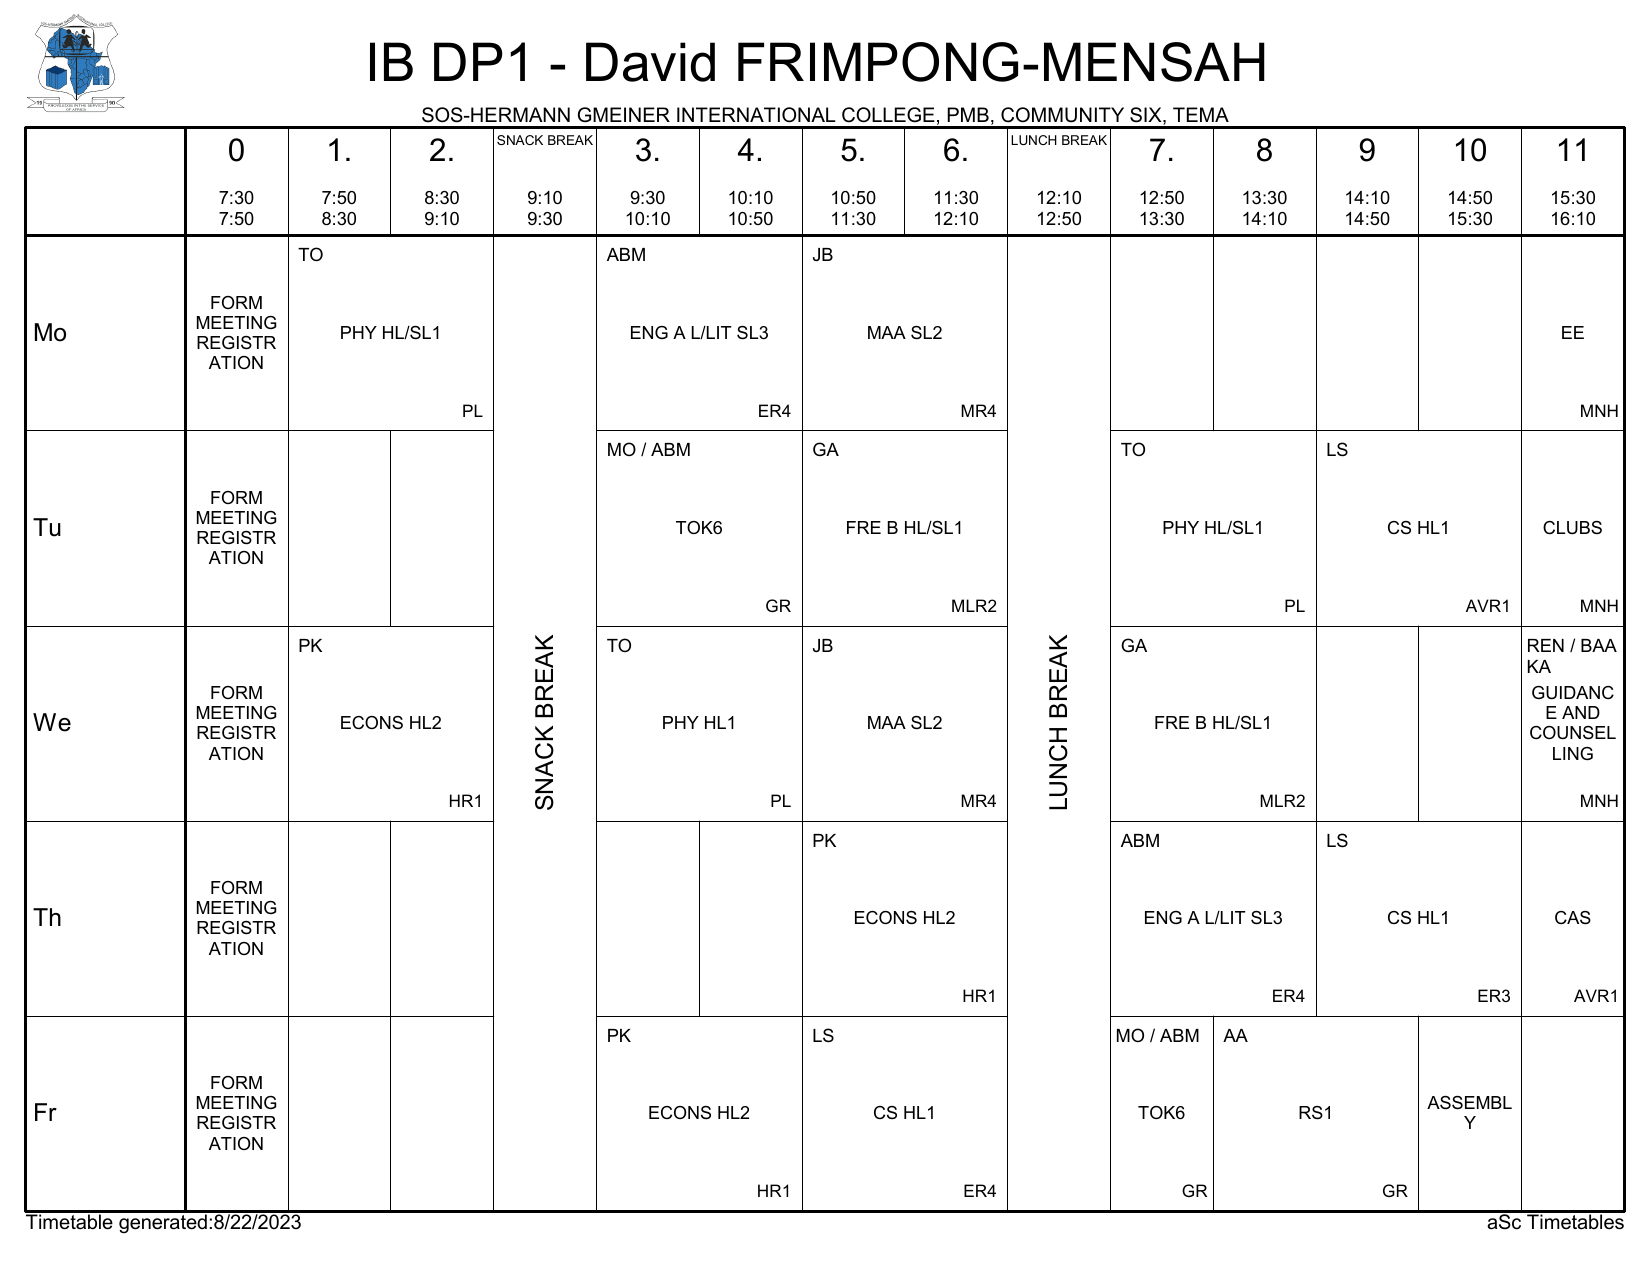 IB DP1 - David FRIMPONG-MENSAH
SOS-HERMANN GMEINER INTERNATIONAL COLLEGE, PMB, COMMUNITY SIX, TEMA
0 1. 2. SNACK BREAK 3. 4. 5. 6. LUNCH BREAK 7. 8 9 10 11
7:30 7:50 8:30 9:10 9:30 10:10 10:50 11:30 12:10 12:50 13:30 14:10 14:50 15:30
7:50 8:30 9:10 9:30 10:10 10:50 11:30 12:10 12:50 13:30 14:10 14:50 15:30 16:10
Mo
FORM
MEETING
REGISTR
ATION
TO
PHY HL/SL1
PL
ABM
ENG A L/LIT SL3
ER4
JB
MAA SL2
MR4
EE
MNH
Tu
FORM
MEETING
REGISTR
ATION
MO / ABM
TOK6
GR
GA
FRE B HL/SL1
MLR2
TO
PHY HL/SL1
PL
LS
CS HL1
AVR1
CLUBS
MNH
We
FORM
MEETING
REGISTR
ATION
PK
ECONS HL2
HR1
SNACK BREAK
TO
PHY HL1
PL
JB
MAA SL2
MR4
LUNCH BREAK
GA
FRE B HL/SL1
MLR2
REN / BAA
KA
GUIDANC
E AND
COUNSEL
LING
MNH
Th
FORM
MEETING
REGISTR
ATION
PK
ECONS HL2
HR1
ABM
ENG A L/LIT SL3
ER4
LS
CS HL1
ER3
CAS
AVR1
Fr
FORM
MEETING
REGISTR
ATION
PK
ECONS HL2
HR1
LS
CS HL1
ER4
MO / ABM
TOK6
GR
AA
RS1
GR
ASSEMBL
Y
Timetable generated:8/22/2023
aSc Timetables